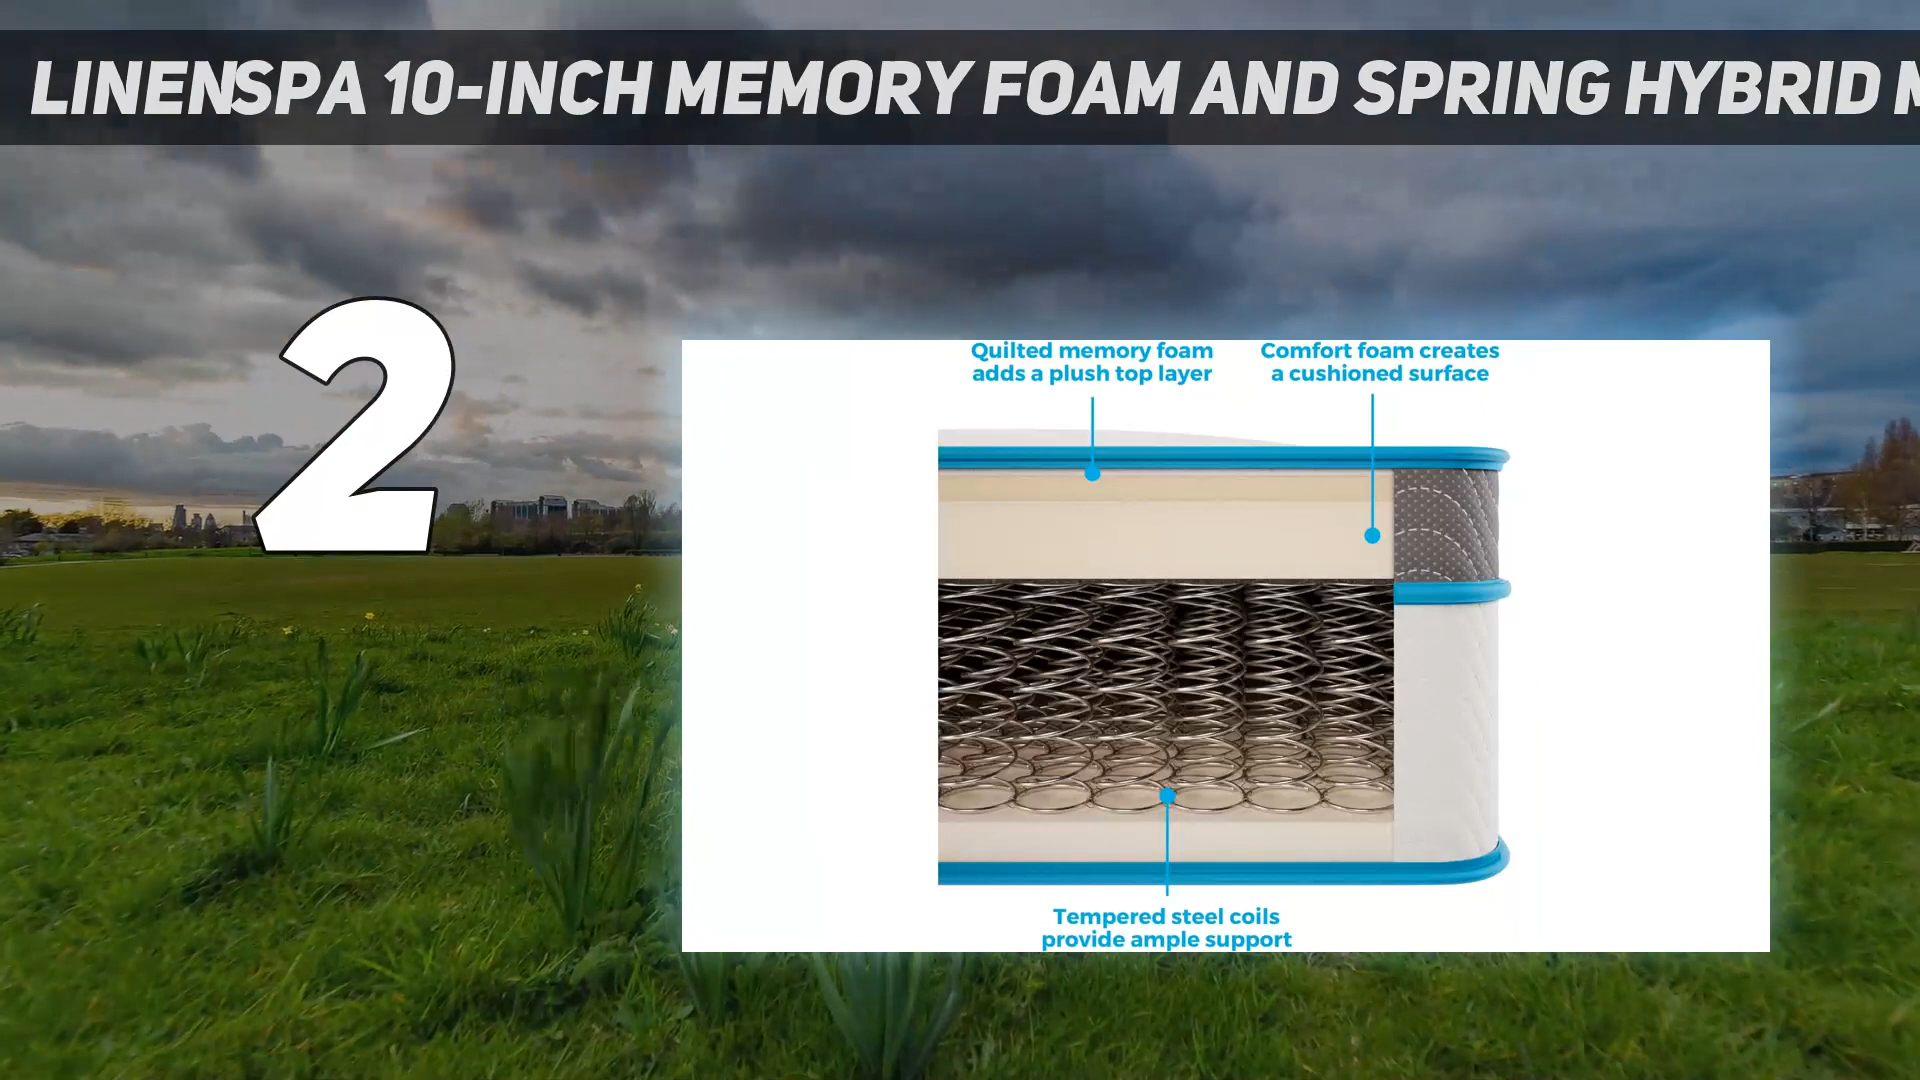 LINENSPA 10-INCH MEMORY FOAM AND SPRING HYBRID M
2
Quilted memory foam
adds a plush top layer
Comfort foam creates
a cushioned surface
Tempered steel coils
provide ample support